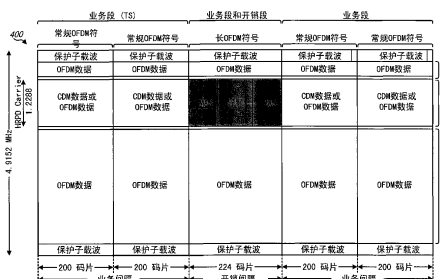 业务段 (TS) 业务段和开销段 业务段
400
常规OFDM符号 常规OFDM符号 长OFDM符号 常规OFDM符号 常规OFDM符号
保护子载波 保护子载波 保护子载波 保护子载波 保护子载波
OFDM数据 OFDM数据 OFDM数据 OFDM数据 OFDM数据
HRPD Carrier
1.2288
CDM数据或
OFDM数据
CDM数据或
OFDM数据
CDM数据或
OFDM数据
CDM数据或
OFDM数据
4.9152 MHz
OFDM数据 OFDM数据 OFDM数据 OFDM数据 OFDM数据
保护子载波 保护子载波 保护子载波 保护子载波 保护子载波
200 码片 200 码片 224 码片 200 码片 200 码片
业务间隔 开销间隔 业务间隔